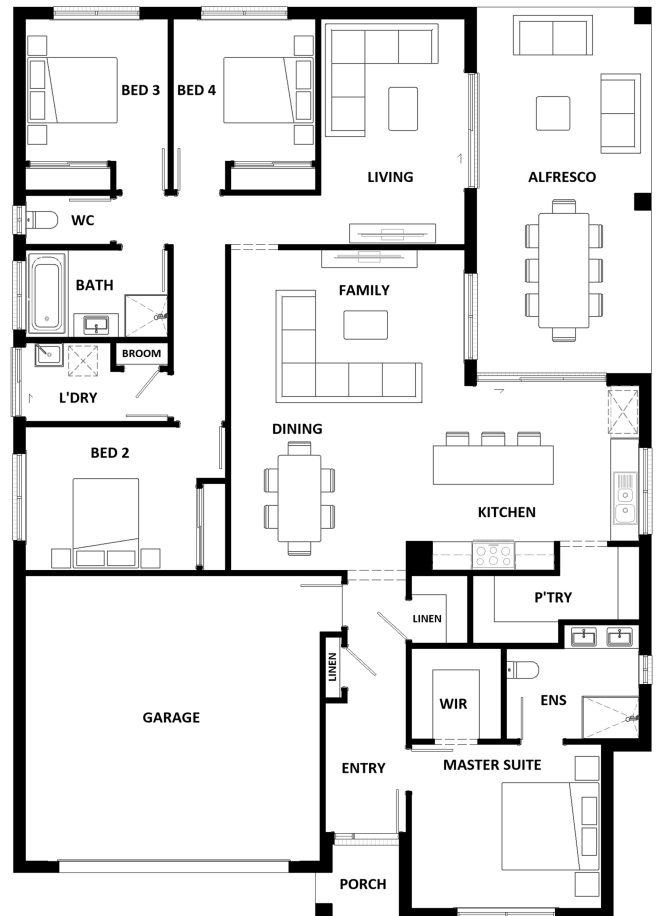 BED 3
BED 4
LIVING
ALFRESCO
WC
BATH
FAMILY
BROOM
L'DRY
DINING
BED 2
KITCHEN
P'TRY
LINEN
LINEN
WIR
ENS
GARAGE
ENTRY
MASTER SUITE
PORCH